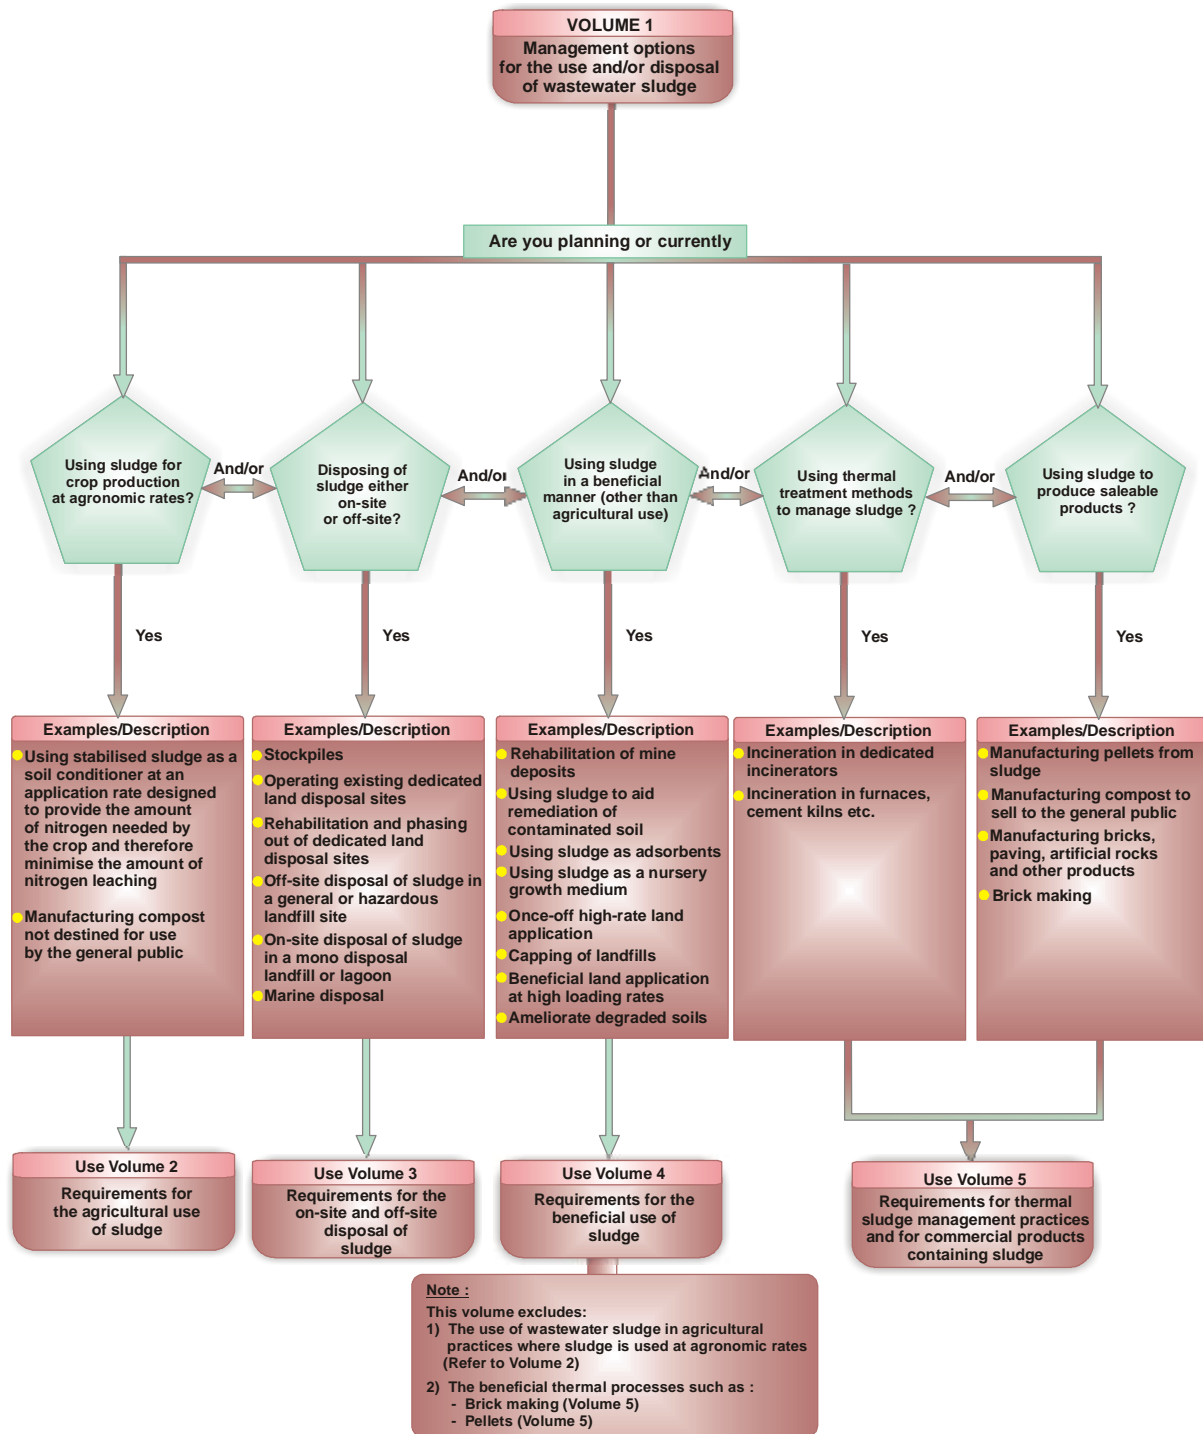 VOLUME 1
Management options
for the use and/or disposal
of wastewater sludge
Are you planning or currently
Using sludge for
crop production
at agronomic rates?
And/or
Disposing of
sludge either
on-site
or off-site?
And/or
Using sludge
in a beneficial
manner (other than
agricultural use)
And/or
Using thermal
treatment methods
to manage sludge ?
And/or
Using sludge to
produce saleable
products ?
Yes
Yes
Yes
Yes
Yes
Examples/Description
Using stabilised sludge as a
soil conditioner at an
application rate designed
to provide the amount
of nitrogen needed by
the crop and therefore
minimise the amount of
nitrogen leaching
Manufacturing compost
not destined for use
by the general public
Examples/Description
Stockpiles
Operating existing dedicated
land disposal sites
Rehabilitation and phasing
out of dedicated land
disposal sites
Off-site disposal of sludge in
a general or hazardous
landfill site
On-site disposal of sludge
in a mono disposal
landfill or lagoon
Marine disposal
Examples/Description
Rehabilitation of mine
deposits
Using sludge to aid
remediation of
contaminated soil
Using sludge as adsorbents
Using sludge as a nursery
growth medium
Once-off high-rate land
application
Capping of landfills
Beneficial land application
at high loading rates
Ameliorate degraded soils
Examples/Description
Incineration in dedicated
incinerators
Incineration in furnaces,
cement kilns etc.
Examples/Description
Manufacturing pellets from
sludge
Manufacturing compost to
sell to the general public
Manufacturing bricks,
paving, artificial rocks
and other products
Brick making
Use Volume 2
Requirements for
the agricultural use
of sludge
Use Volume 3
Requirements for the
on-site and off-site
disposal of
sludge
Use Volume 4
Requirements for the
beneficial use of
sludge
Use Volume 5
Requirements for thermal
sludge management practices
and for commercial products
containing sludge
Note :
This volume excludes:
1) The use of wastewater sludge in agricultural
practices where sludge is used at agronomic rates
(Refer to Volume 2)
2) The beneficial thermal processes such as :
- Brick making (Volume 5)
- Pellets (Volume 5)